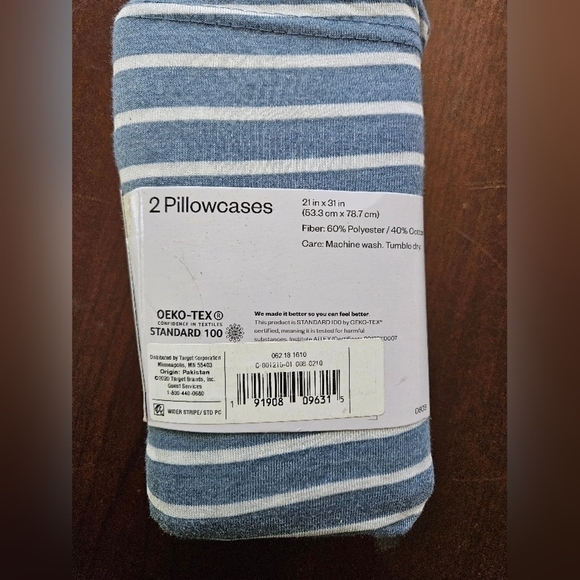 2 Pillowcases
21 in x 31 in
(53.3 cm x 78.7 cm)
Fiber: 60% Polyester / 40% Cotton
Care: Machine wash. Tumble dry.
OEKO-TEX®
CONFIDENCE IN TEXTILES
STANDARD 100
We made it better so you can feel better.
This product is STANDARD 100 by OEKO-TEX®
certified, meaning it is tested for harmful
substances.
Distributed by Target Corporation
Minneapolis, MN 55403
Origin: Pakistan
©2020 Target Brands, Inc.
Guest Services
1-800-440-0680
WIDER STRIPE/ STD PC
062 18 1610
1 91908 09631 5